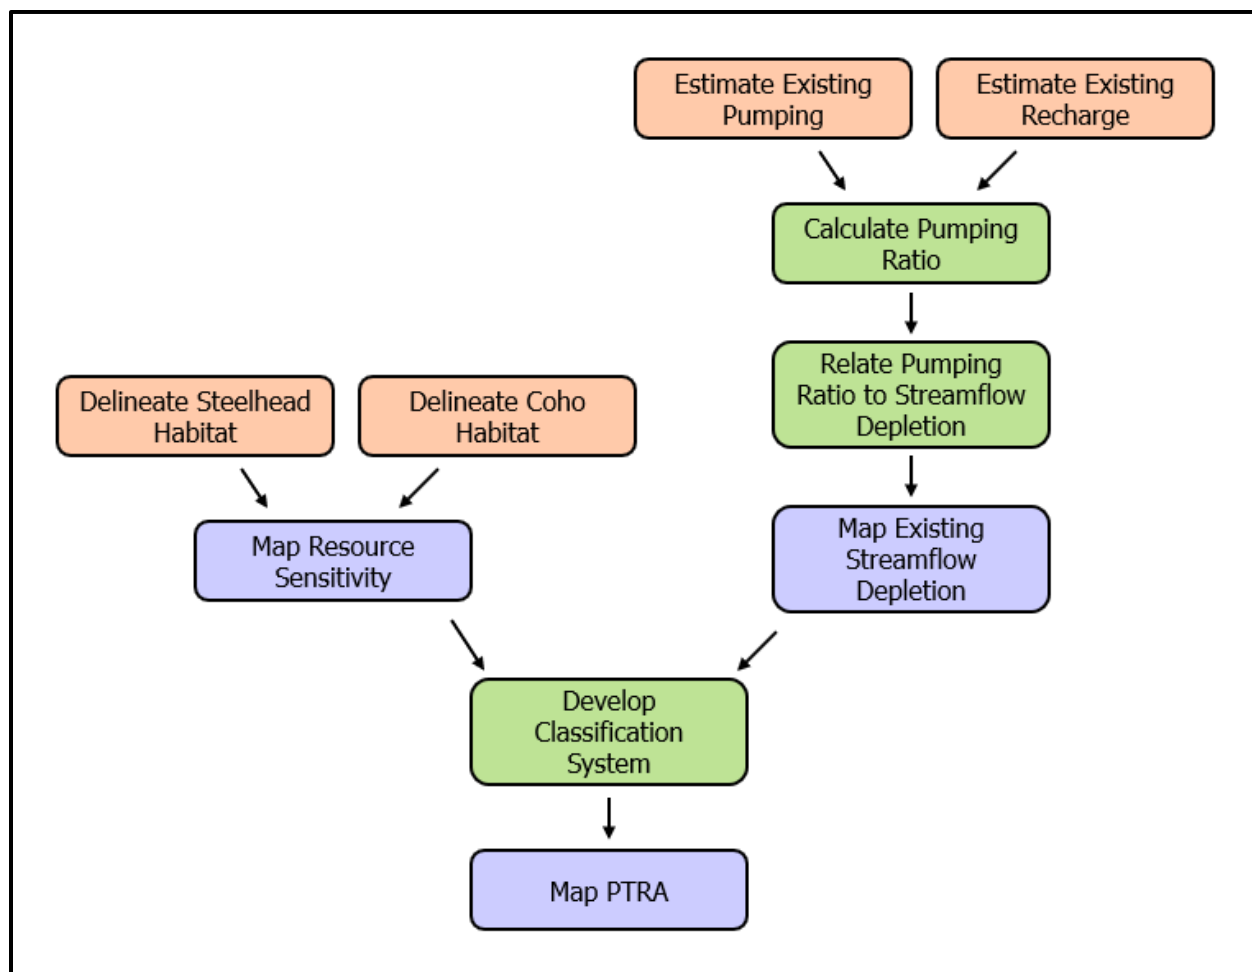 Estimate Existing
Pumping
Estimate Existing
Recharge
Calculate Pumping
Ratio
Relate Pumping
Ratio to Streamflow
Depletion
Delineate Steelhead
Habitat
Delineate Coho
Habitat
Map Resource
Sensitivity
Map Existing
Streamflow
Depletion
Develop
Classification
System
Map PTRA